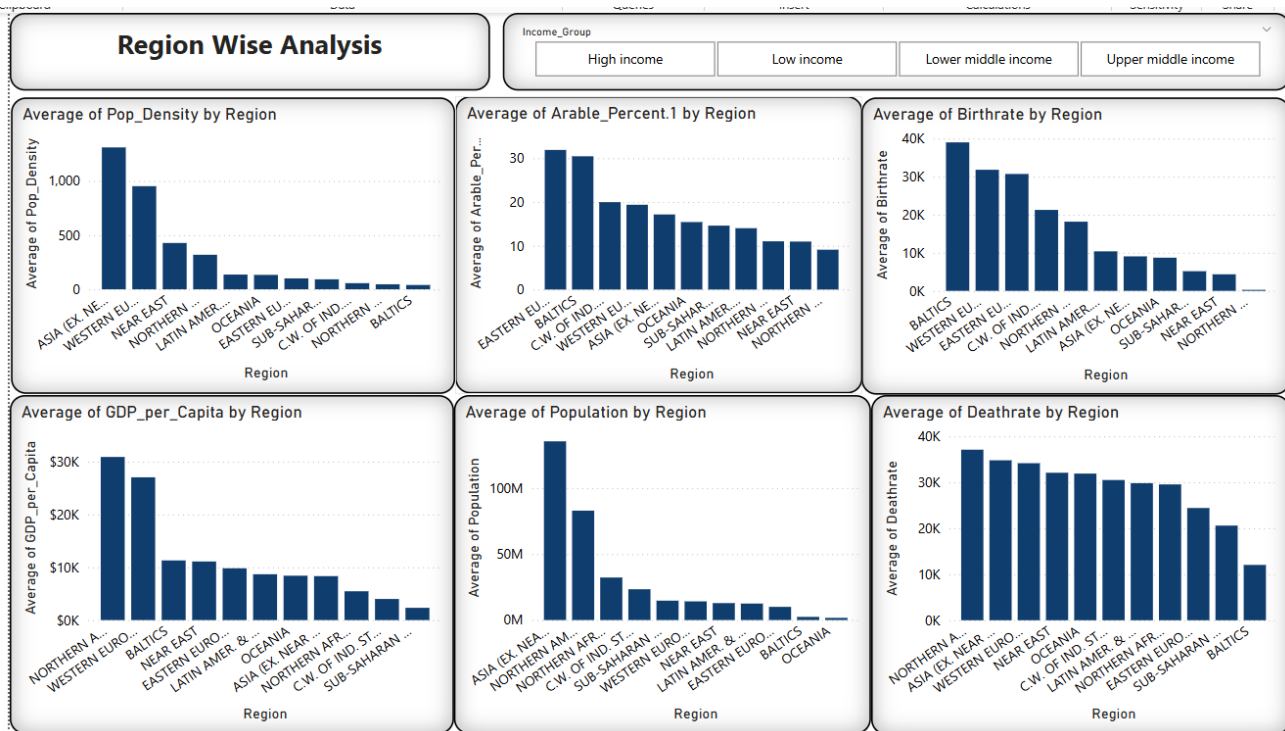 Region Wise Analysis
Income_Group
High income
Low income
Lower middle income
Upper middle income
Average of Pop_Density by Region
Average of Pop_Density
1,000
500
0
ASIA (EX. NE...
WESTERN EU...
NEAR EAST
NORTHERN ...
LATIN AMER....
OCEANIA
EASTERN EU...
SUB-SAHAR...
C.W. OF IND....
NORTHERN ...
BALTICS
Region
Average of Arable_Percent.1 by Region
Average of Arable_Per...
30
20
10
0
EASTERN EU...
BALTICS
C.W. OF IND....
WESTERN EU...
ASIA (EX. NE...
OCEANIA
SUB-SAHAR...
LATIN AMER....
NORTHERN ...
NEAR EAST
NORTHERN ...
Region
Average of Birthrate by Region
Average of Birthrate
40K
30K
20K
10K
0K
BALTICS
WESTERN EU...
EASTERN EU...
C.W. OF IND....
NORTHERN ...
LATIN AMER....
ASIA (EX. NE...
OCEANIA
SUB-SAHAR...
NEAR EAST
NORTHERN ...
Region
Average of GDP_per_Capita by Region
Average of GDP_per_Capita
$30K
$20K
$10K
$0K
NORTHERN A...
WESTERN EURO...
BALTICS
NEAR EAST
EASTERN EURO...
LATIN AMER. &...
OCEANIA
ASIA (EX. NEAR ...
NORTHERN AFR...
C.W. OF IND. ST...
SUB-SAHARAN ...
Region
Average of Population by Region
Average of Population
100M
50M
0M
ASIA (EX. NEA...
NORTHERN AM...
NORTHERN AFR...
C.W. OF IND. ST...
SUB-SAHARAN ...
WESTERN EURO...
NEAR EAST
LATIN AMER. &...
EASTERN EURO...
BALTICS
OCEANIA
Region
Average of Deathrate by Region
Average of Deathrate
40K
30K
20K
10K
0K
NORTHERN A...
ASIA (EX. NEAR ...
WESTERN EURO...
NEAR EAST
OCEANIA
C.W. OF IND. ST...
LATIN AMER. & ...
NORTHERN AFR...
EASTERN EURO...
SUB-SAHARAN ...
BALTICS
Region